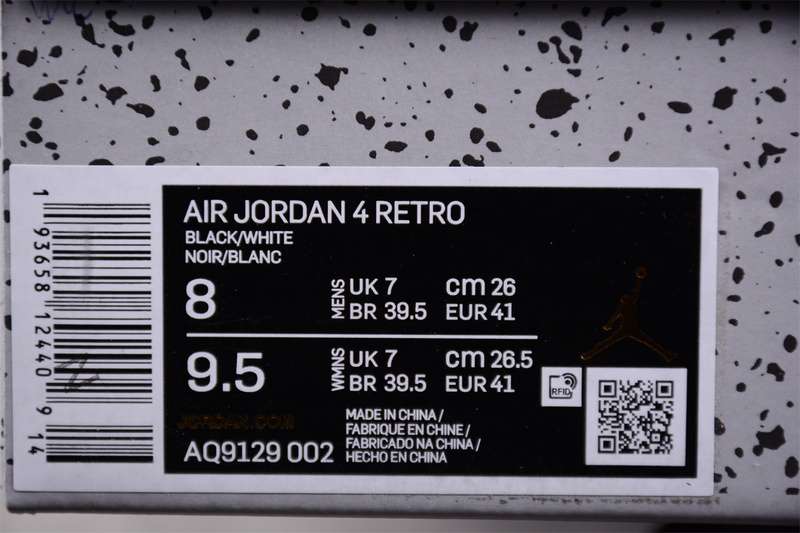 1 93658 12440 9 14
AIR JORDAN 4 RETRO
BLACK/WHITE
NOIR/BLANC
8
MENS
UK 7 cm 26
BR 39.5 EUR 41
9.5
WMNS
UK 7 cm 26.5
BR 39.5 EUR 41
RFID
JORDAN.COM
AQ9129 002
MADE IN CHINA /
FABRIQUE EN CHINE /
FABRICADO NA CHINA /
HECHO EN CHINA